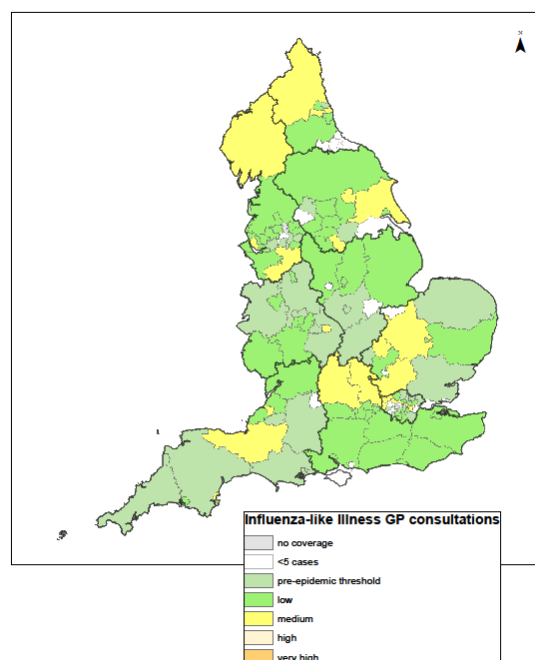 N
Influenza-like Illness GP consultations
no coverage
<5 cases
pre-epidemic threshold
low
medium
high
very high